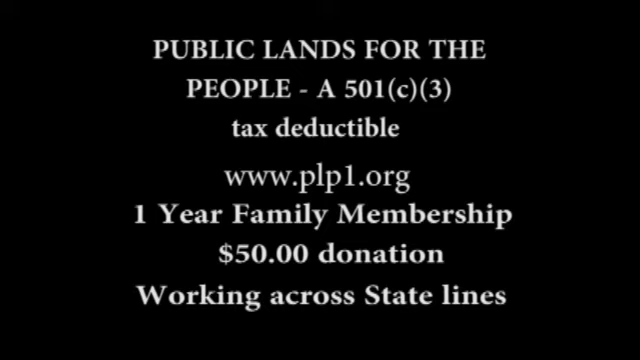 PUBLIC LANDS FOR THE
PEOPLE - A 501(c)(3)
tax deductible
www.plp1.org
1 Year Family Membership
$50.00 donation
Working across State lines